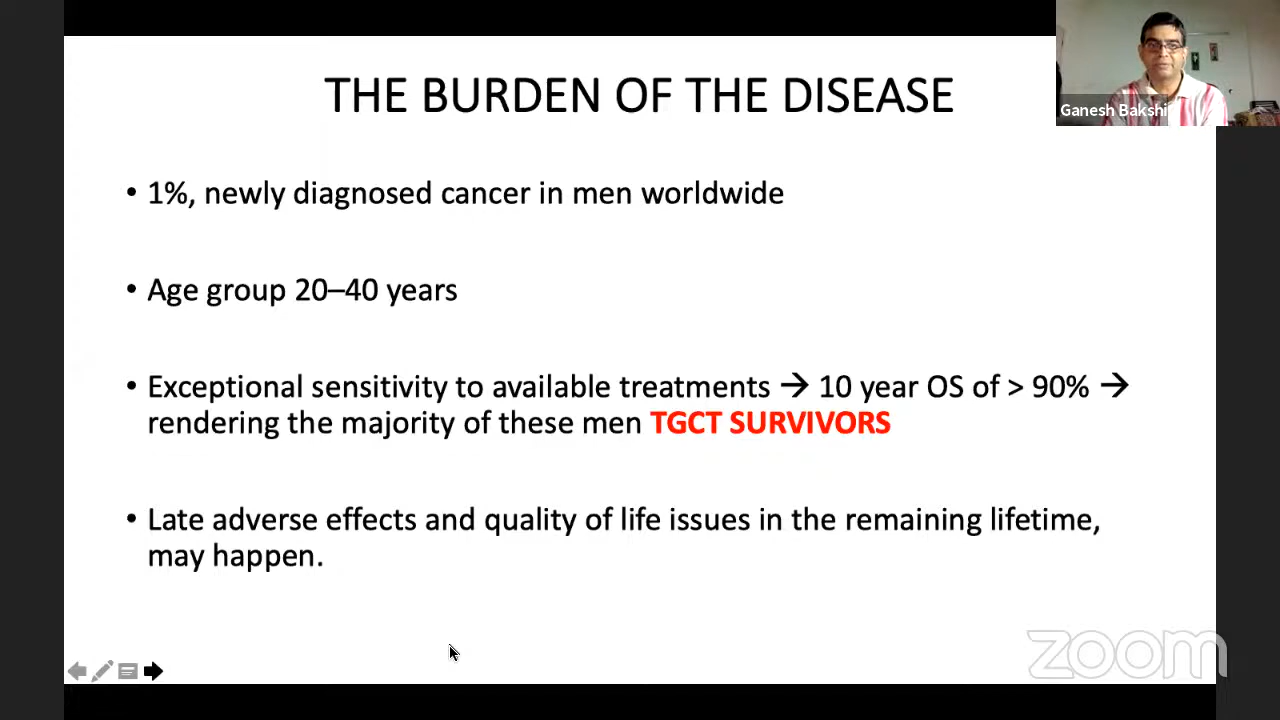 THE BURDEN OF THE DISEASE
Ganesh Bakshi
• 1%, newly diagnosed cancer in men worldwide
• Age group 20–40 years
• Exceptional sensitivity to available treatments → 10 year OS of > 90% →
rendering the majority of these men TGCT SURVIVORS
• Late adverse effects and quality of life issues in the remaining lifetime,
may happen.
zoom